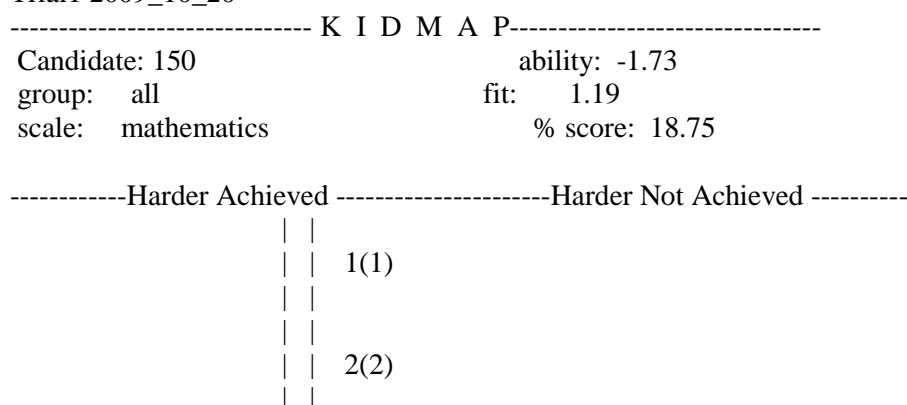 ------------------------------- K I D M A P--------------------------------
Candidate: 150 ability: -1.73
group: all fit: 1.19
scale: mathematics % score: 18.75
------------Harder Achieved ----------------------Harder Not Achieved ----------
| |
| | 1(1)
| |
| |
| | 2(2)
| |